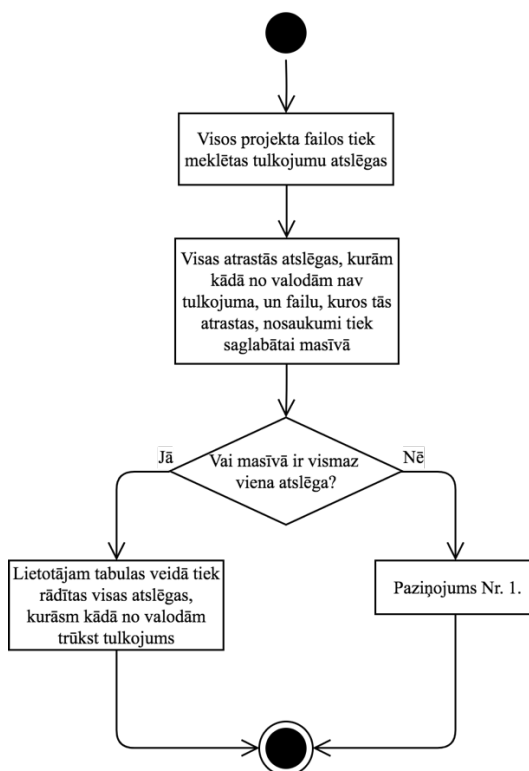 Visos projekta failos tiek
meklētas tulkojumu atslēgas
Visas atrastās atslēgas, kurām
kādā no valodām nav
tulkojuma, un failu, kuros tās
atrastas, nosaukumi tiek
saglabātai masīvā
Jā
Vai masīvā ir vismaz
viena atslēga?
Nē
Lietotājam tabulas veidā tiek
rādītas visas atslēgas,
kurāsm kādā no valodām
trūkst tulkojums
Paziņojums Nr. 1.